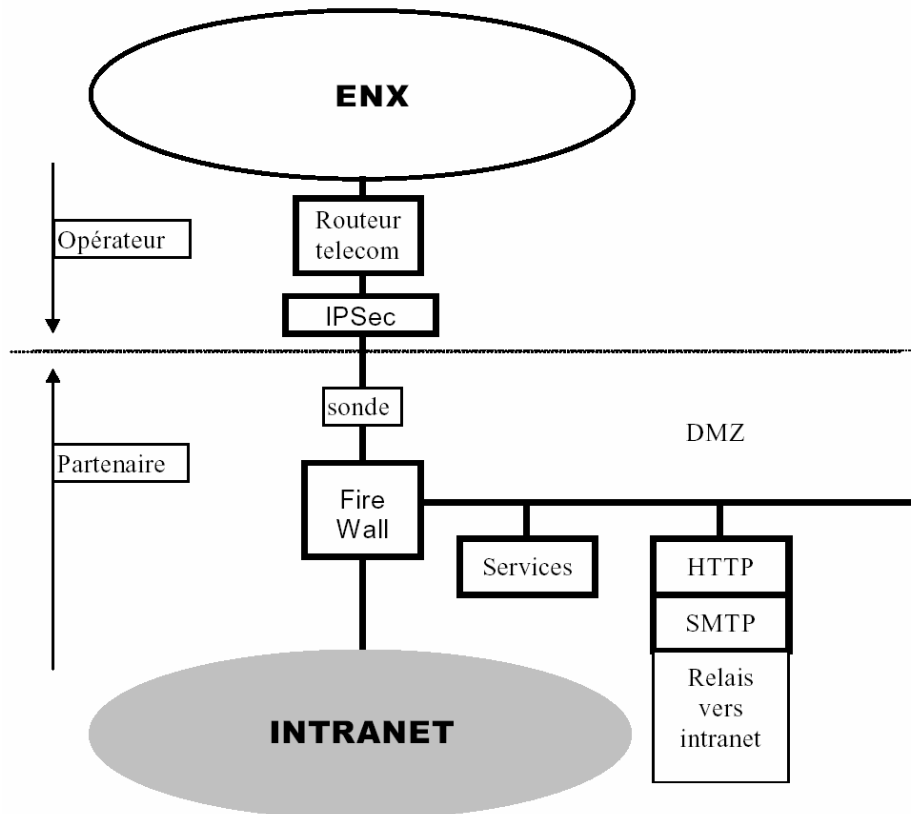 ENX
Routeur
telecom
Opérateur
IPSec
sonde
DMZ
Partenaire
Fire
Wall
Services
HTTP
SMTP
Relais
vers
intranet
INTRANET